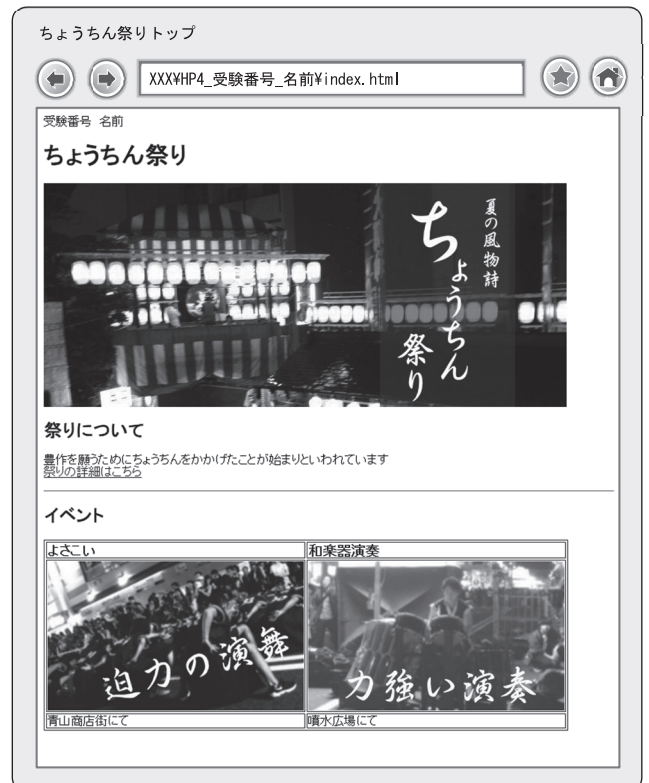 ちょうちん祭りトップ
XXX¥HP4_受験番号_名前¥index.html
受験番号 名前
ちょうちん祭り
夏の風物詩
ちょうちん
祭り
祭りについて
豊作を願うためにちょうちんをかかげたことが始まりといわれています
祭りの詳細はこちら
イベント
よさこい 和楽器演奏
迫力の演舞 力強い演奏
青山商店街にて 噴水広場にて